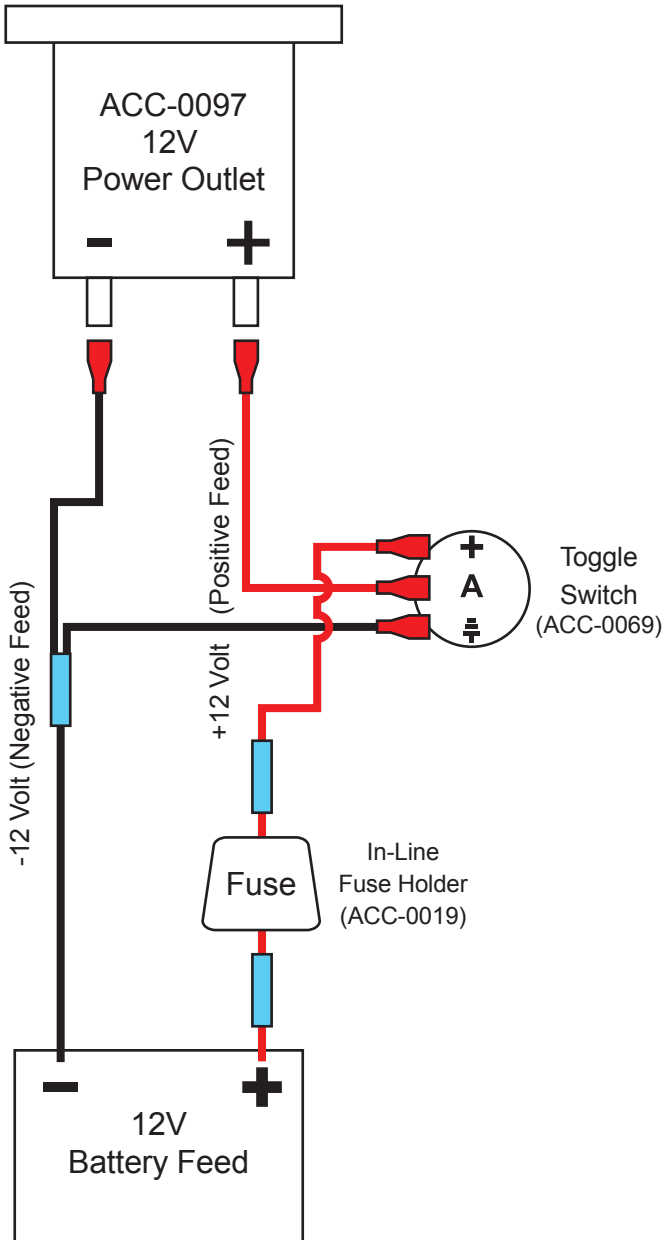 ACC-0097
12V
Power Outlet
- +
(Positive Feed)
+12 Volt
-12 Volt (Negative Feed)
+
A
Toggle
Switch
(ACC-0069)
Fuse
In-Line
Fuse Holder
(ACC-0019)
- +
12V
Battery Feed